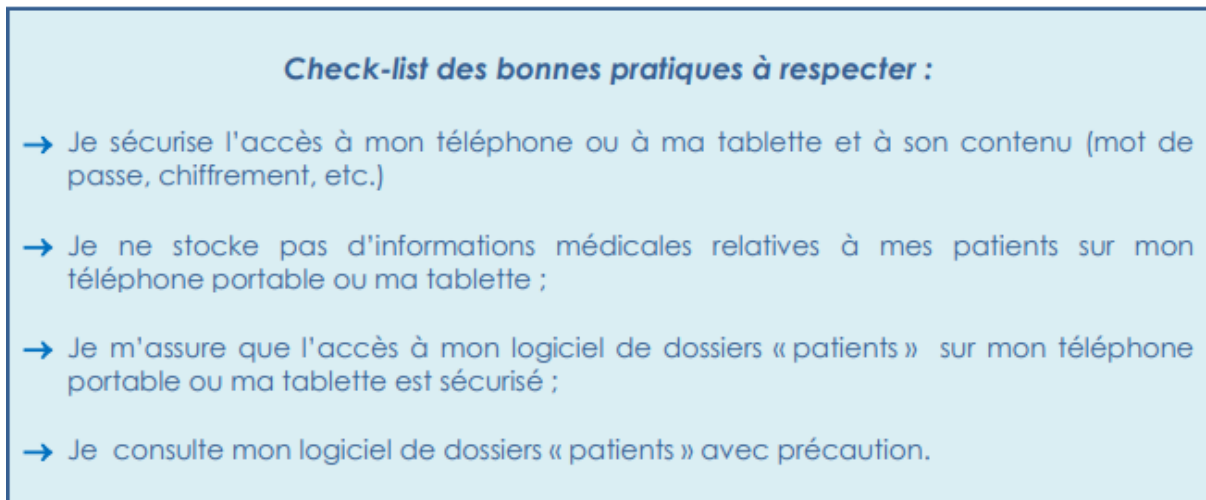 Check-list des bonnes pratiques à respecter :
→ Je sécurise l’accès à mon téléphone ou à ma tablette et à son contenu (mot de
passe, chiffrement, etc.)
→ Je ne stocke pas d’informations médicales relatives à mes patients sur mon
téléphone portable ou ma tablette ;
→ Je m’assure que l’accès à mon logiciel de dossiers « patients » sur mon téléphone
portable ou ma tablette est sécurisé ;
→ Je consulte mon logiciel de dossiers « patients » avec précaution.